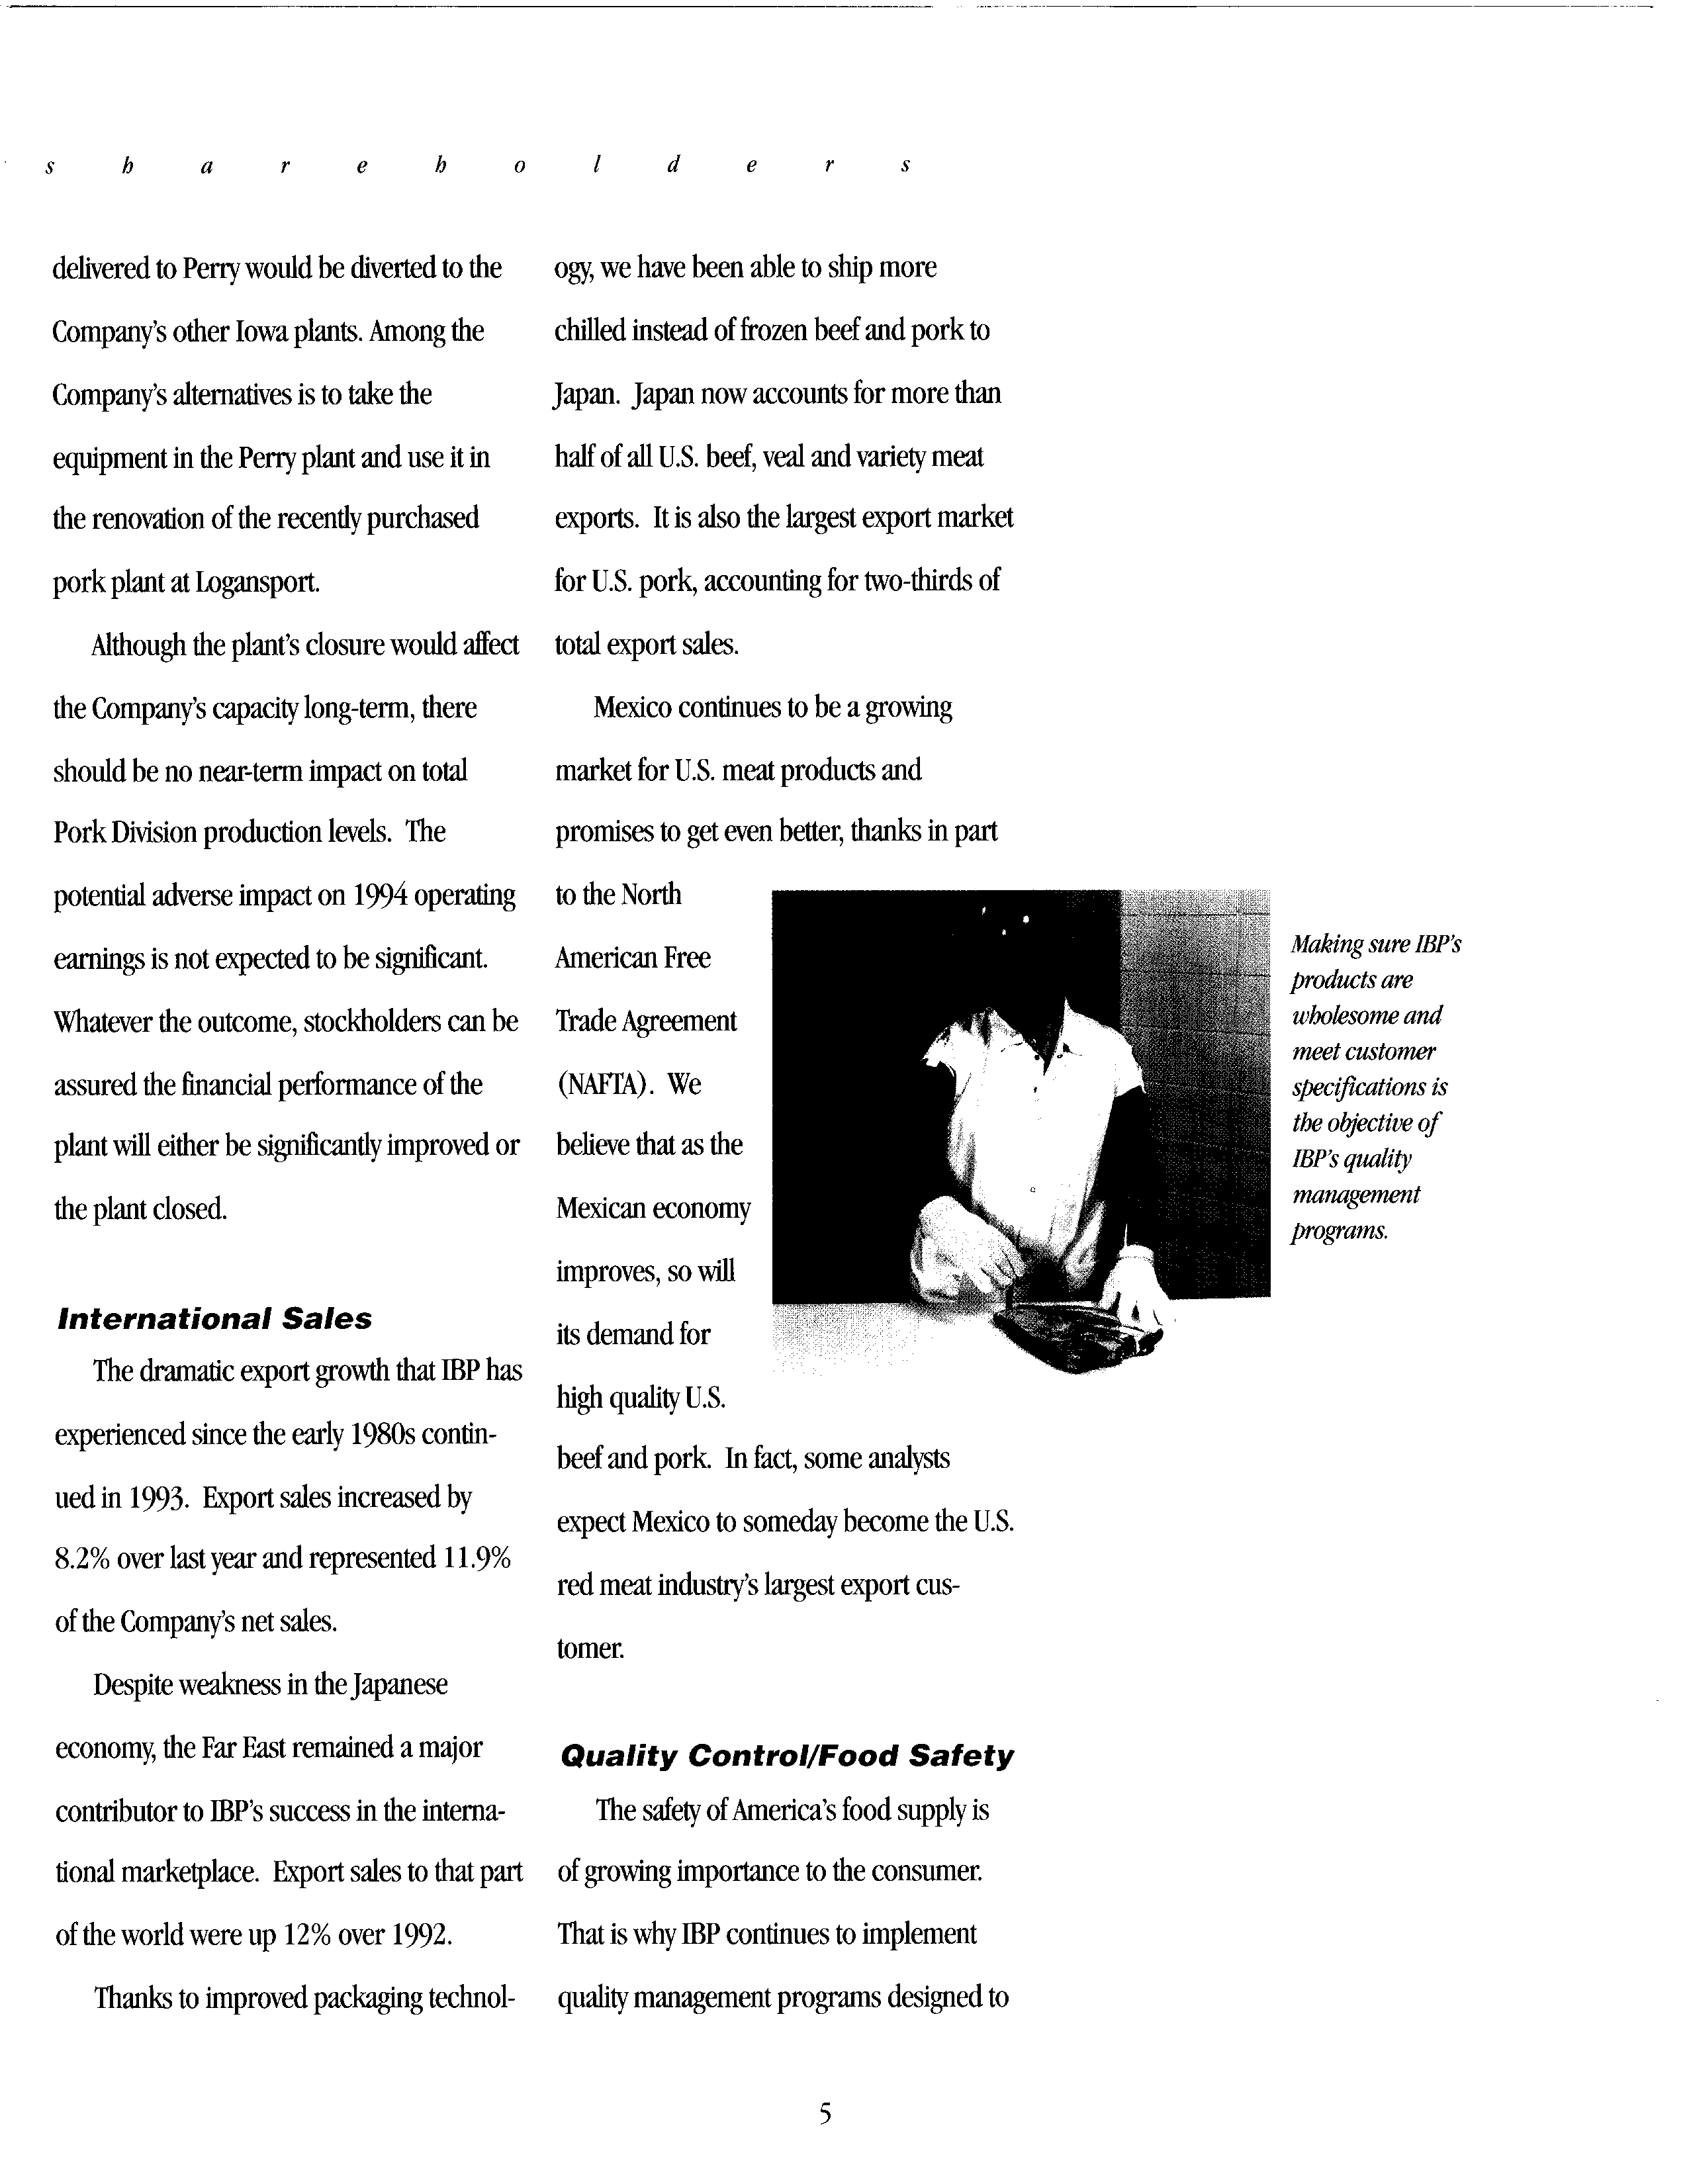 shareholders
delivered to Perry would be diverted to the
Company's other Iowa plants. Among the
Company's alternatives is to take the
equipment in the Perry plant and use it in
the renovation of the recently purchased
pork plant at Logansport.
Although the plant's closure would affect
the Company's capacity long-term, there
should be no near-term impact on total
Pork Division production levels. The
potential adverse impact on 1994 operating
earnings is not expected to be significant.
Whatever the outcome, stockholders can be
assured the financial performance of the
plant will either be significantly improved or
the plant closed.
International Sales
The dramatic export growth that IBP has
experienced since the early 1980s contin-
ued in 1993. Export sales increased by
8.2% over last year and represented 11.9%
of the Company's net sales.
Despite weakness in the Japanese
economy, the Far East remained a major
contributor to IBP's success in the interna-
tional marketplace. Export sales to that part
of the world were up 12% over 1992.
Thanks to improved packaging technol-
ogy, we have been able to ship more
chilled instead of frozen beef and pork to
Japan. Japan now accounts for more than
half of all U.S. beef, veal and variety meat
exports. It is also the largest export market
for U.S. pork, accounting for two-thirds of
total export sales.
Mexico continues to be a growing
market for U.S. meat products and
promises to get even better, thanks in part
to the North
American Free
Trade Agreement
(NAFTA). We
believe that as the
Mexican economy
improves, so will
its demand for
high quality U.S.
beef and pork. In fact, some analysts
expect Mexico to someday become the U.S.
red meat industry's largest export cus-
tomer.
Quality Control/Food Safety
The safety of America's food supply is
of growing importance to the consumer.
That is why IBP continues to implement
quality management programs designed to
Making sure IBP's
products are
wholesome and
meet customer
specifications is
the objective of
IBP's quality
management
programs.
5